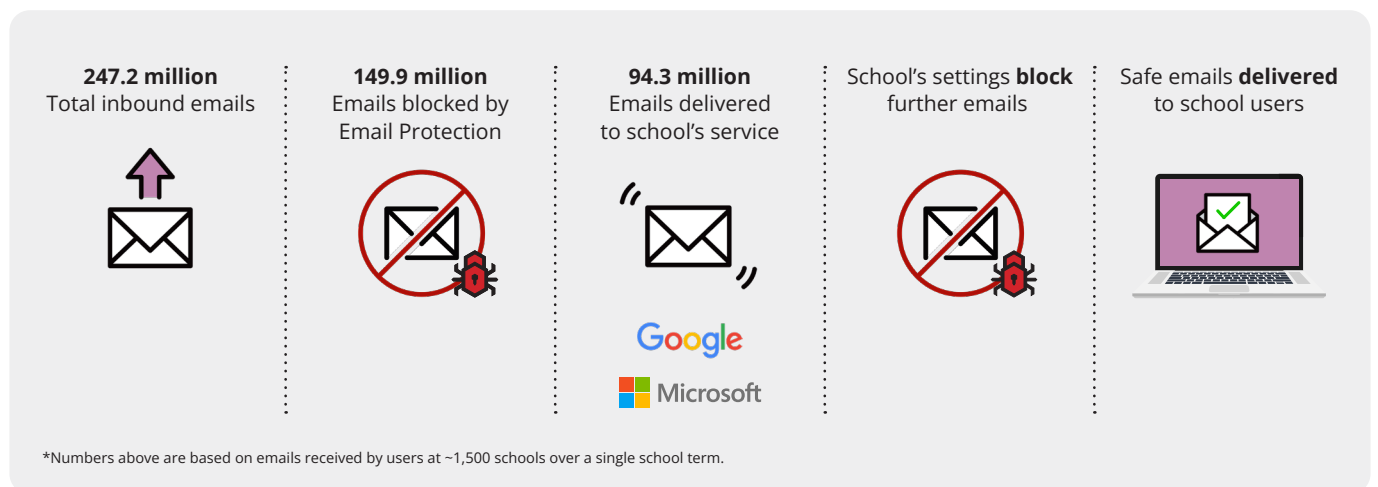 247.2 million
Total inbound emails
149.9 million
Emails blocked by
Email Protection
94.3 million
Emails delivered
to school’s service
Google
Microsoft
School’s settings block
further emails
Safe emails delivered
to school users
*Numbers above are based on emails received by users at ~1,500 schools over a single school term.